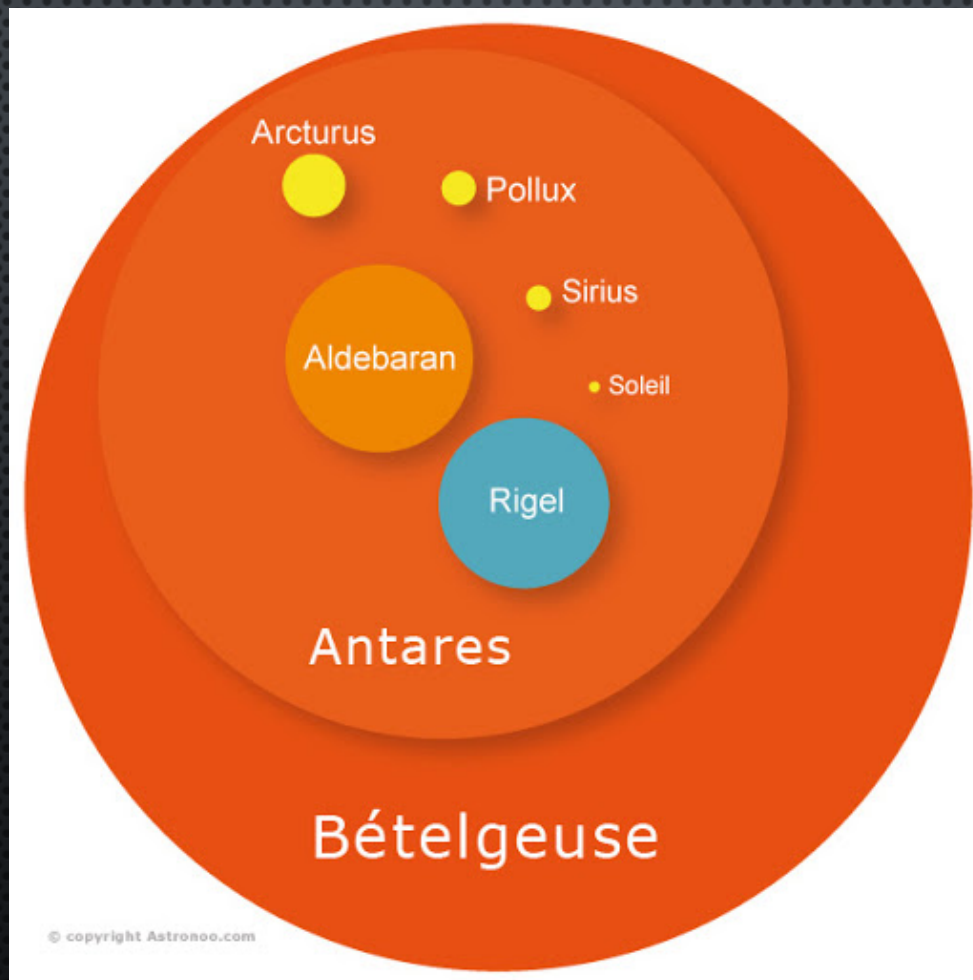 Arcturus
Pollux
Sirius
Aldebaran
Soleil
Rigel
Antares
Bételgeuse
© copyright Astronoo.com